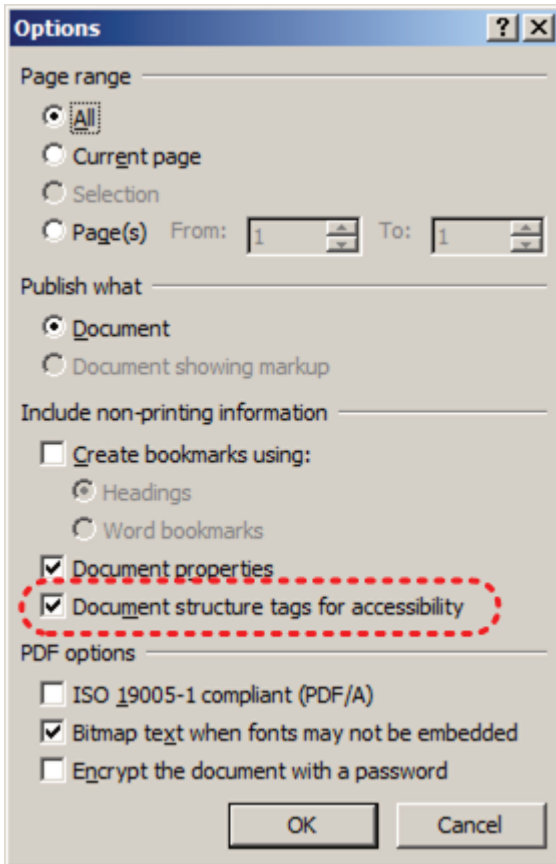 Options
Page range
All
Current page
Selection
Page(s) From: 1 To: 1
Publish what
Document
Document showing markup
Include non-printing information
Create bookmarks using:
Headings
Word bookmarks
Document properties
Document structure tags for accessibility
PDF options
ISO 19005-1 compliant (PDF/A)
Bitmap text when fonts may not be embedded
Encrypt the document with a password
OK Cancel